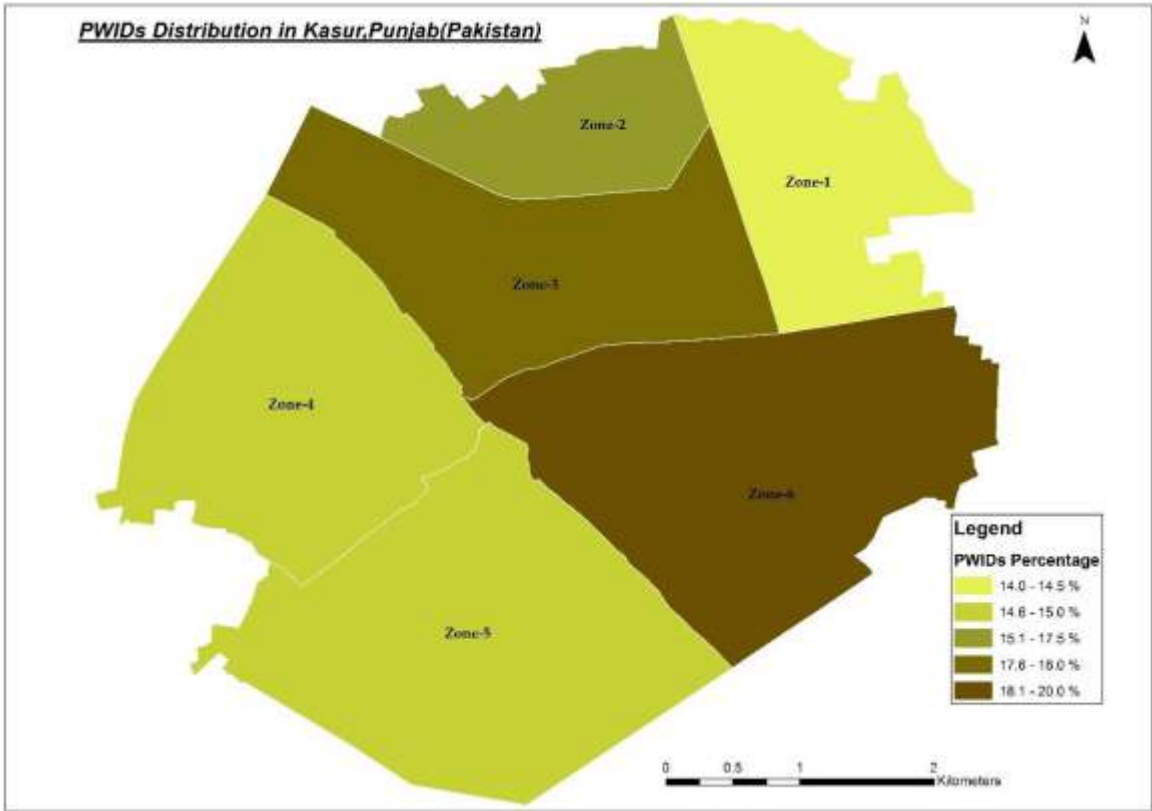 PWIDs Distribution in Kasur,Punjab(Pakistan)
N
Zone-2
Zone-1
Zone-3
Zone-4
Zone-6
Zone-5
Legend
PWIDs Percentage
14.0 - 14.5 %
14.6 - 15.0 %
15.1 - 17.5 %
17.6 - 18.0 %
18.1 - 20.0 %
0 0.5 1 2
Kilometers